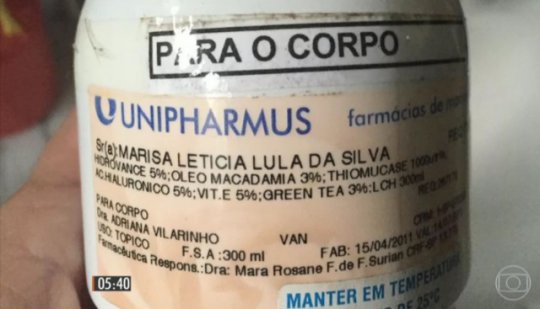 PARA O CORPO
UNIPHARMUS farmácias de
Sr(a):MARISA LETICIA LULA DA SILVA
HIDROVANCE 5%;OLEO MACADAMIA 3%;THIOMUCASE
AC.HIALURONICO 5%;VIT.E 5%;GREEN TEA 3%:LCH 300ml
PARA CORPO
Dra. ADRIANA VILARINHO VAN
USO: TOPICO F.S.A :300 ml FAB: 15/04/2011
Farmacêutica Respons.:Dra: Mara Rosane F. de F. Surian
MANTER EM TEMPERATURA
DE 25°C
05:40